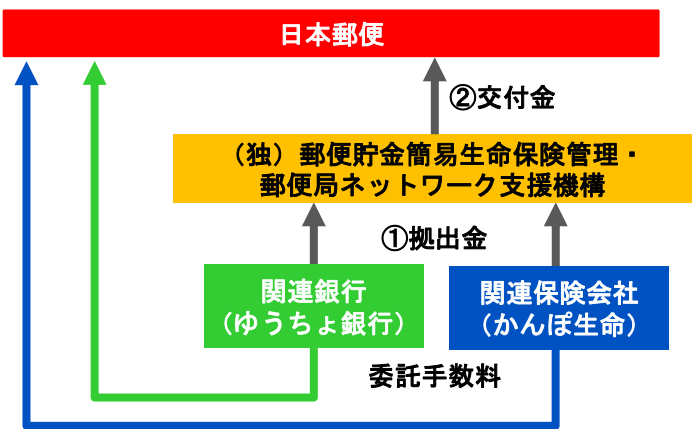 日本郵便
②交付金
（独）郵便貯金簡易生命保険管理・
郵便局ネットワーク支援機構
①拠出金
関連銀行
（ゆうちょ銀行）
関連保険会社
（かんぽ生命）
委託手数料